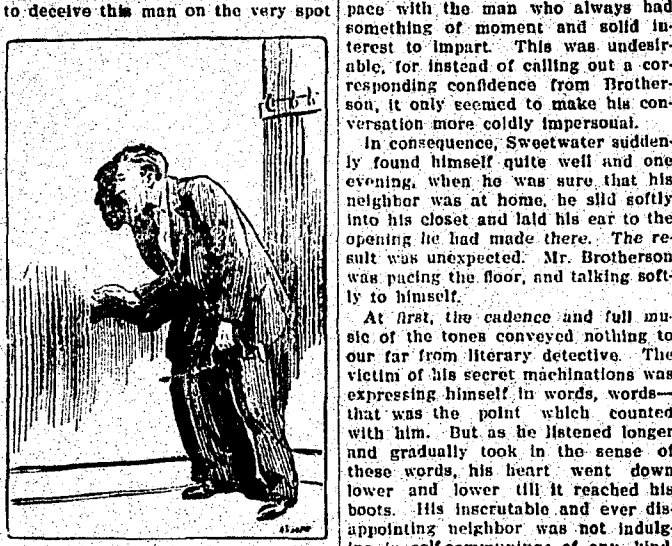 to deceive this man on the very spot
pace with the man who always had
something of moment and solid in-
terest to impart. This was undesir-
able, for instead of calling out a cor-
responding confidence from Brother-
son, it only seemed to make his con-
versation more coldly impersonal.
In consequence, Sweetwater sudden-
ly found himself quite well and one
evening, when he was sure that his
neighbor was at home, he slid softly
into his closet and laid his ear to the
opening he had made there. The re-
sult was unexpected. Mr. Brotherson
was pacing the floor, and talking soft-
ly to himself.
At first, the cadence and full mu-
sic of the tones conveyed nothing to
our far from literary detective. The
victim of his secret machinations was
expressing himself in words, words—
that was the point which counted
with him. But as he listened longer
and gradually took in the sense of
these words, his heart went down
lower and lower till it reached his
boots. His inscrutable and ever dis-
appointing neighbor was not indulg-
ing in self-communings of any kind